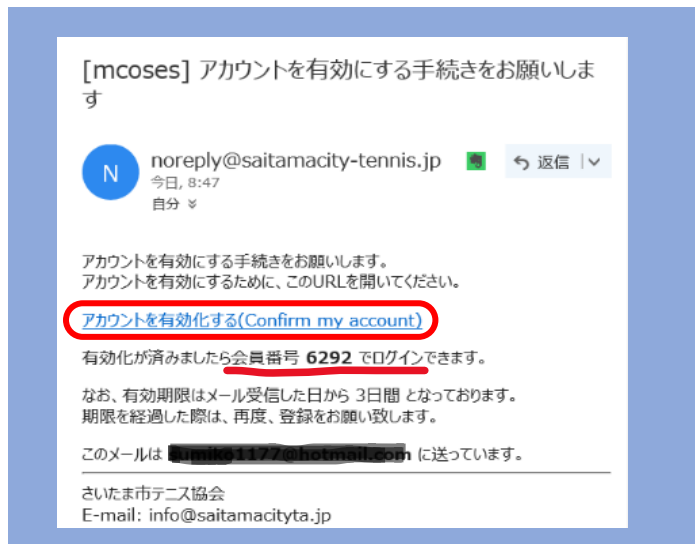 [mcoses] アカウントを有効にする手続きをお願いしま
す
N
noreply@saitamacity-tennis.jp
返信
今日, 8:47
自分
アカウントを有効にする手続きをお願いします。
アカウントを有効にするために、このURLを開いてください。
アカウントを有効化する(Confirm my account)
有効化が済みましたら会員番号 6292 でログインできます。
なお、有効期限はメール受信した日から 3日間 となっております。
期限を経過した際は、再度、登録をお願い致します。
このメールは に送っています。
さいたま市テニス協会
E-mail: info@saitamacityta.jp